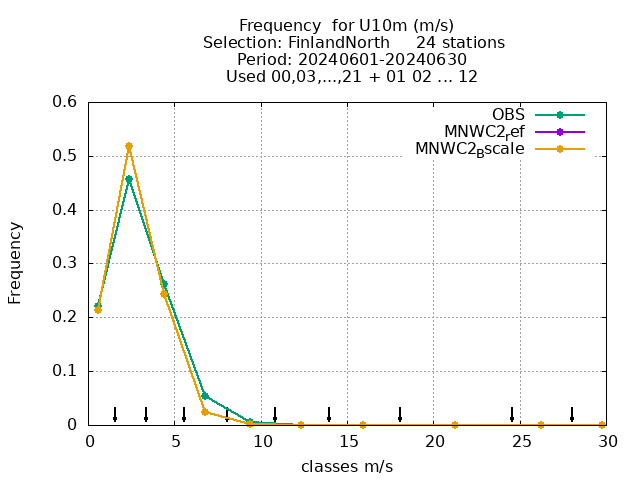 Frequency  for U10m (m/s)
Selection: FinlandNorth     24 stations
Period: 20240601-20240630
Used 00,03,...,21 + 01 02 ... 12
OBS
MNWC2_ref
MNWC2_Bscale
0.6
0.5
0.4
0.3
0.2
0.1
0
Frequency
0 5 10 15 20 25 30
classes m/s